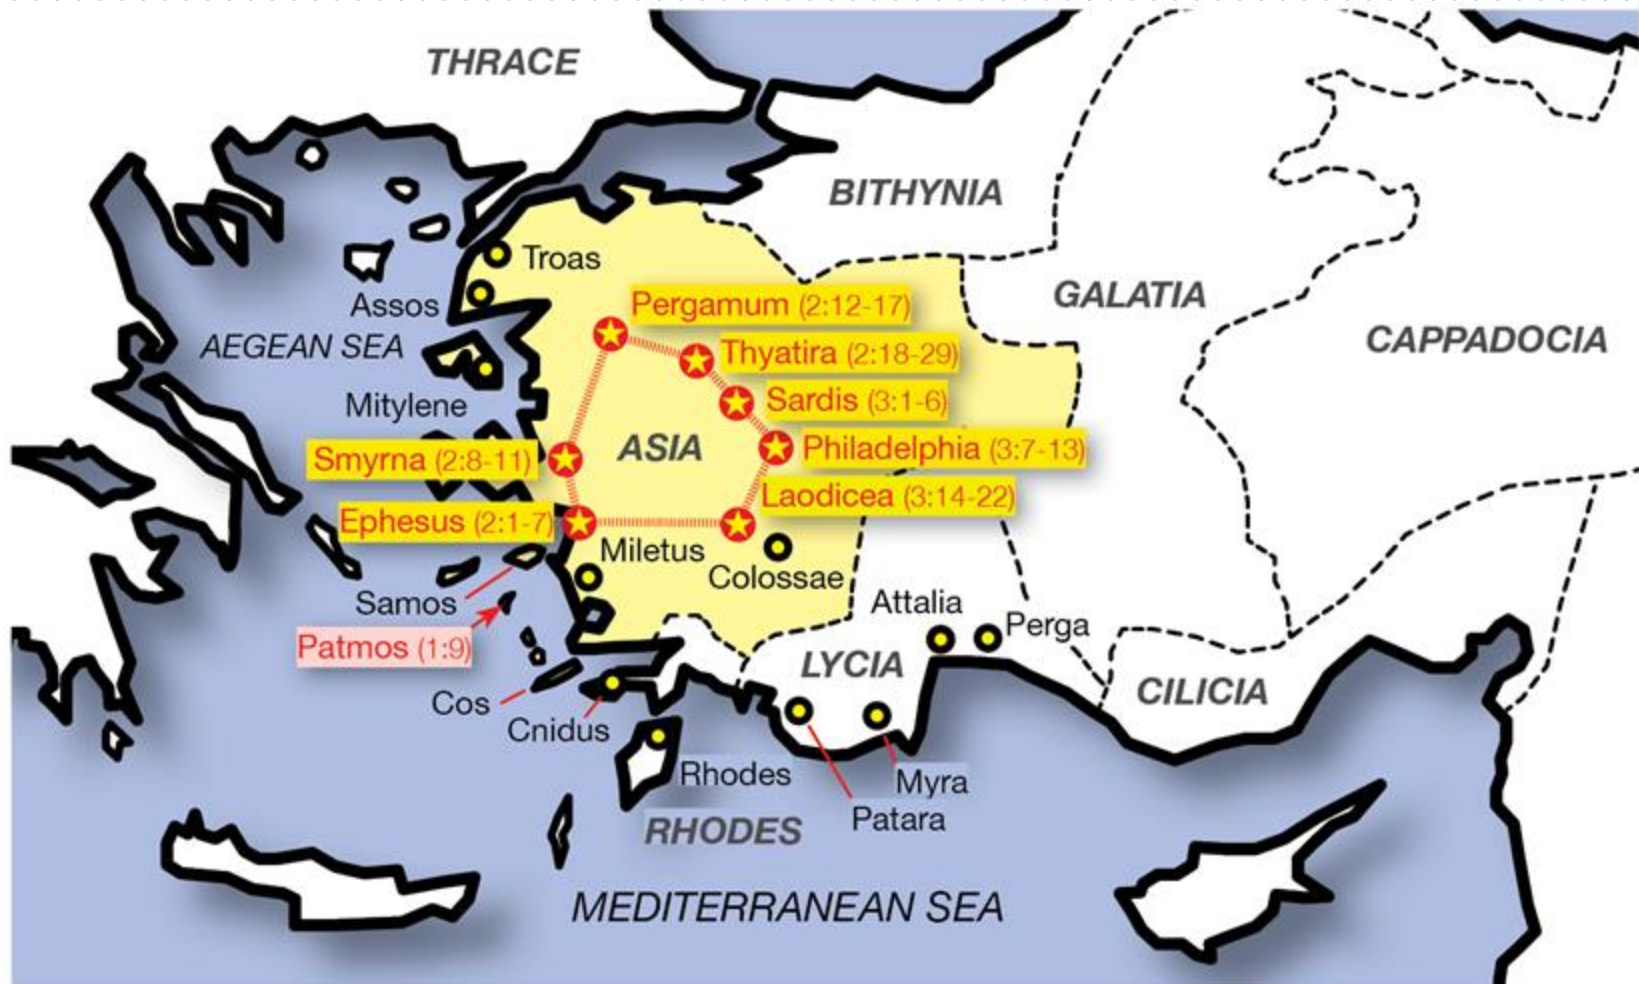 THRACE
BITHYNIA
Troas
Pergamum (2:12-17)
GALATIA
Assos
AEGEAN SEA
Thyatira (2:18-29)
CAPPADOCIA
Mitylene
Sardis (3:1-6)
Smyrna (2:8-11)
ASIA
Philadelphia (3:7-13)
Laodicea (3:14-22)
Ephesus (2:1-7)
Miletus
Colossae
Samos
Attalia
Perga
Patmos (1:9)
LYCIA
CILICIA
Cos
Cnidus
Rhodes
Myra
Patara
RHODES
MEDITERRANEAN SEA